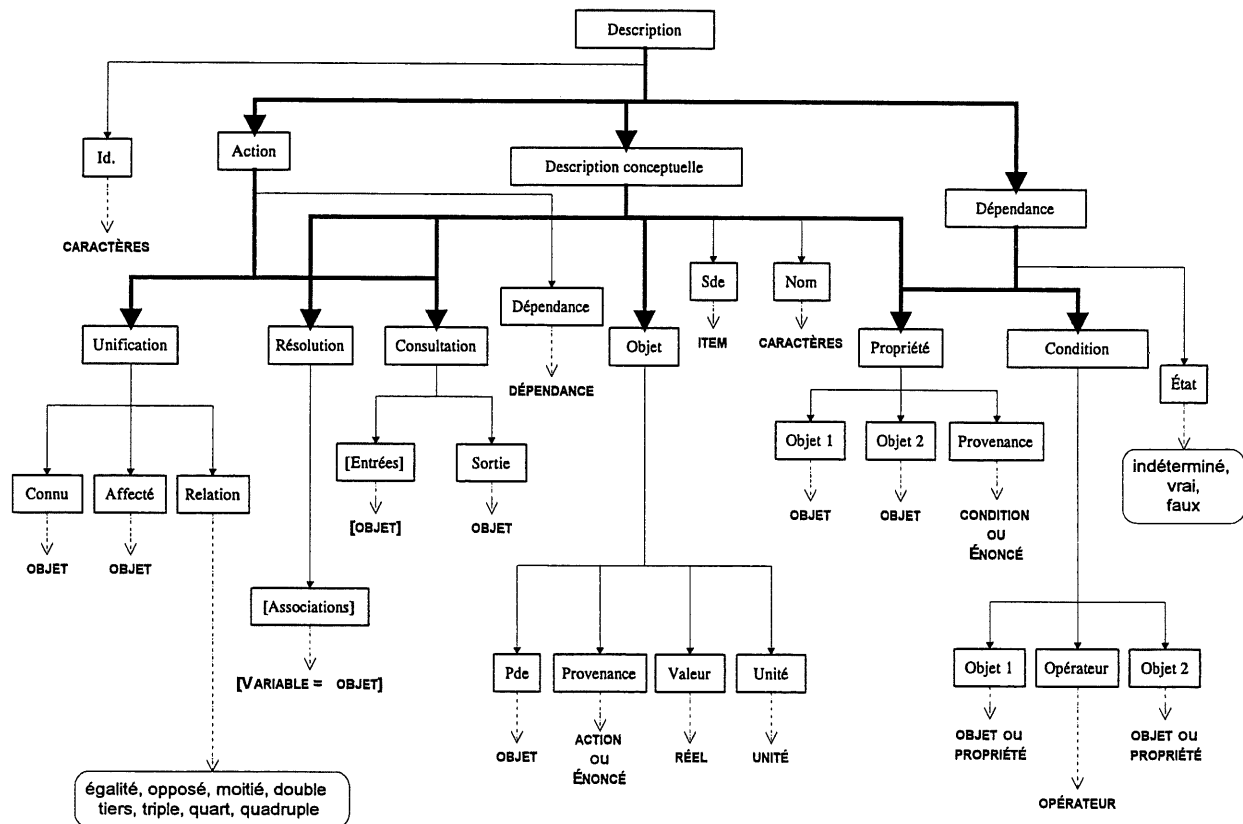 Description
Id.
Action
Description conceptuelle
Dépendance
CARACTÈRES
Sde
Nom
Dépendance
Unification
Résolution
Consultation
Objet
ITEM
CARACTÈRES
Propriété
Condition
État
DÉPENDANCE
Objet 1
Objet 2
Provenance
[Entrées]
Sortie
Connu
Affecté
Relation
indéterminé,
vrai,
faux
[OBJET]
OBJET
OBJET
OBJET
CONDITION
OU
ÉNONCÉ
OBJET
OBJET
[Associations]
Pde
Provenance
Valeur
Unité
Objet 1
Opérateur
Objet 2
[VARIABLE = OBJET]
OBJET
ACTION
OU
ÉNONCÉ
RÉEL
UNITÉ
OBJET OU
PROPRIÉTÉ
OBJET OU
PROPRIÉTÉ
égalité, opposé, moitié, double
tiers, triple, quart, quadruple
OPÉRATEUR